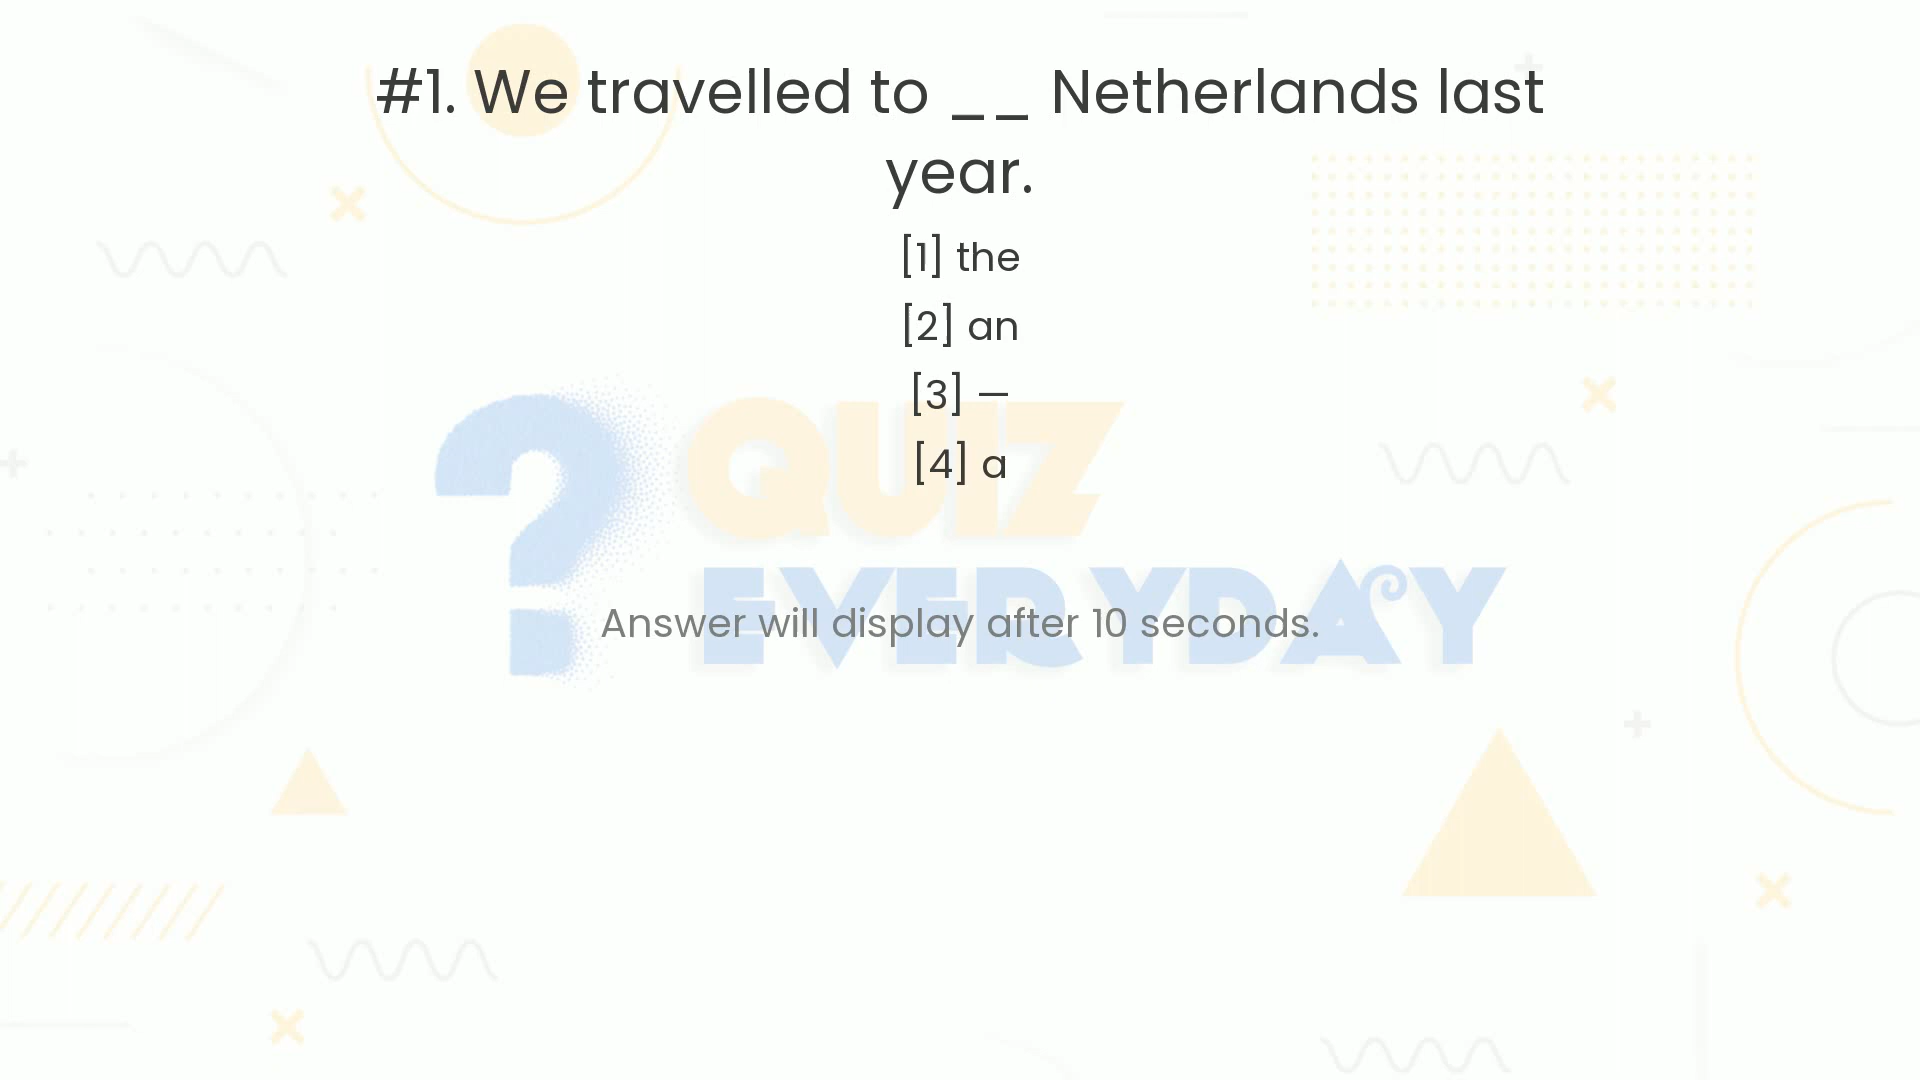 #1. We travelled to __ Netherlands last
year.
[1] the
[2] an
[3] —
[4] a
? QUIZ
EVERYDAY
Answer will display after 10 seconds.